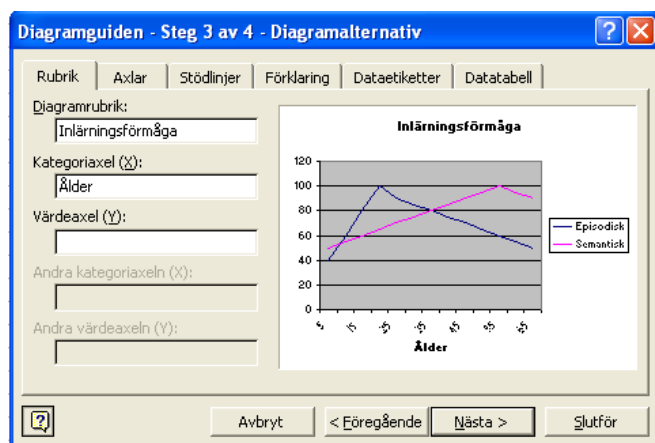 Diagramguiden - Steg 3 av 4 - Diagramalternativ
Rubrik Axlar Stödlinjer Förklaring Dataetiketter Datatabell
Diagramrubrik:
Inlärningsförmåga
Kategoriaxel (X):
Ålder
Värdeaxel (Y):
Andra kategoriaxeln (X):
Andra värdeaxeln (Y):
Inlärningsförmåga
120
100
80
60
40
20
0
5 15 25 35 45 55 65
Ålder
Episodisk
Semantisk
Avbryt < Föregående Nästa > Slutför